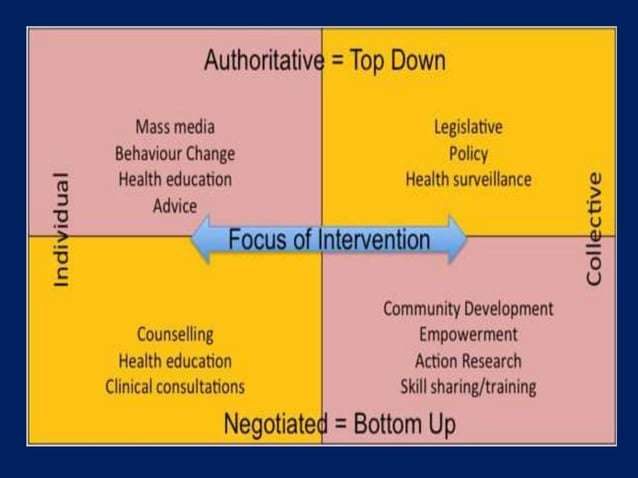 Authoritative = Top Down
Mass media
Behaviour Change
Health education
Advice
Legislative
Policy
Health surveillance
Individual
Focus of Intervention
Collective
Counselling
Health education
Clinical consultations
Community Development
Empowerment
Action Research
Skill sharing/training
Negotiated = Bottom Up